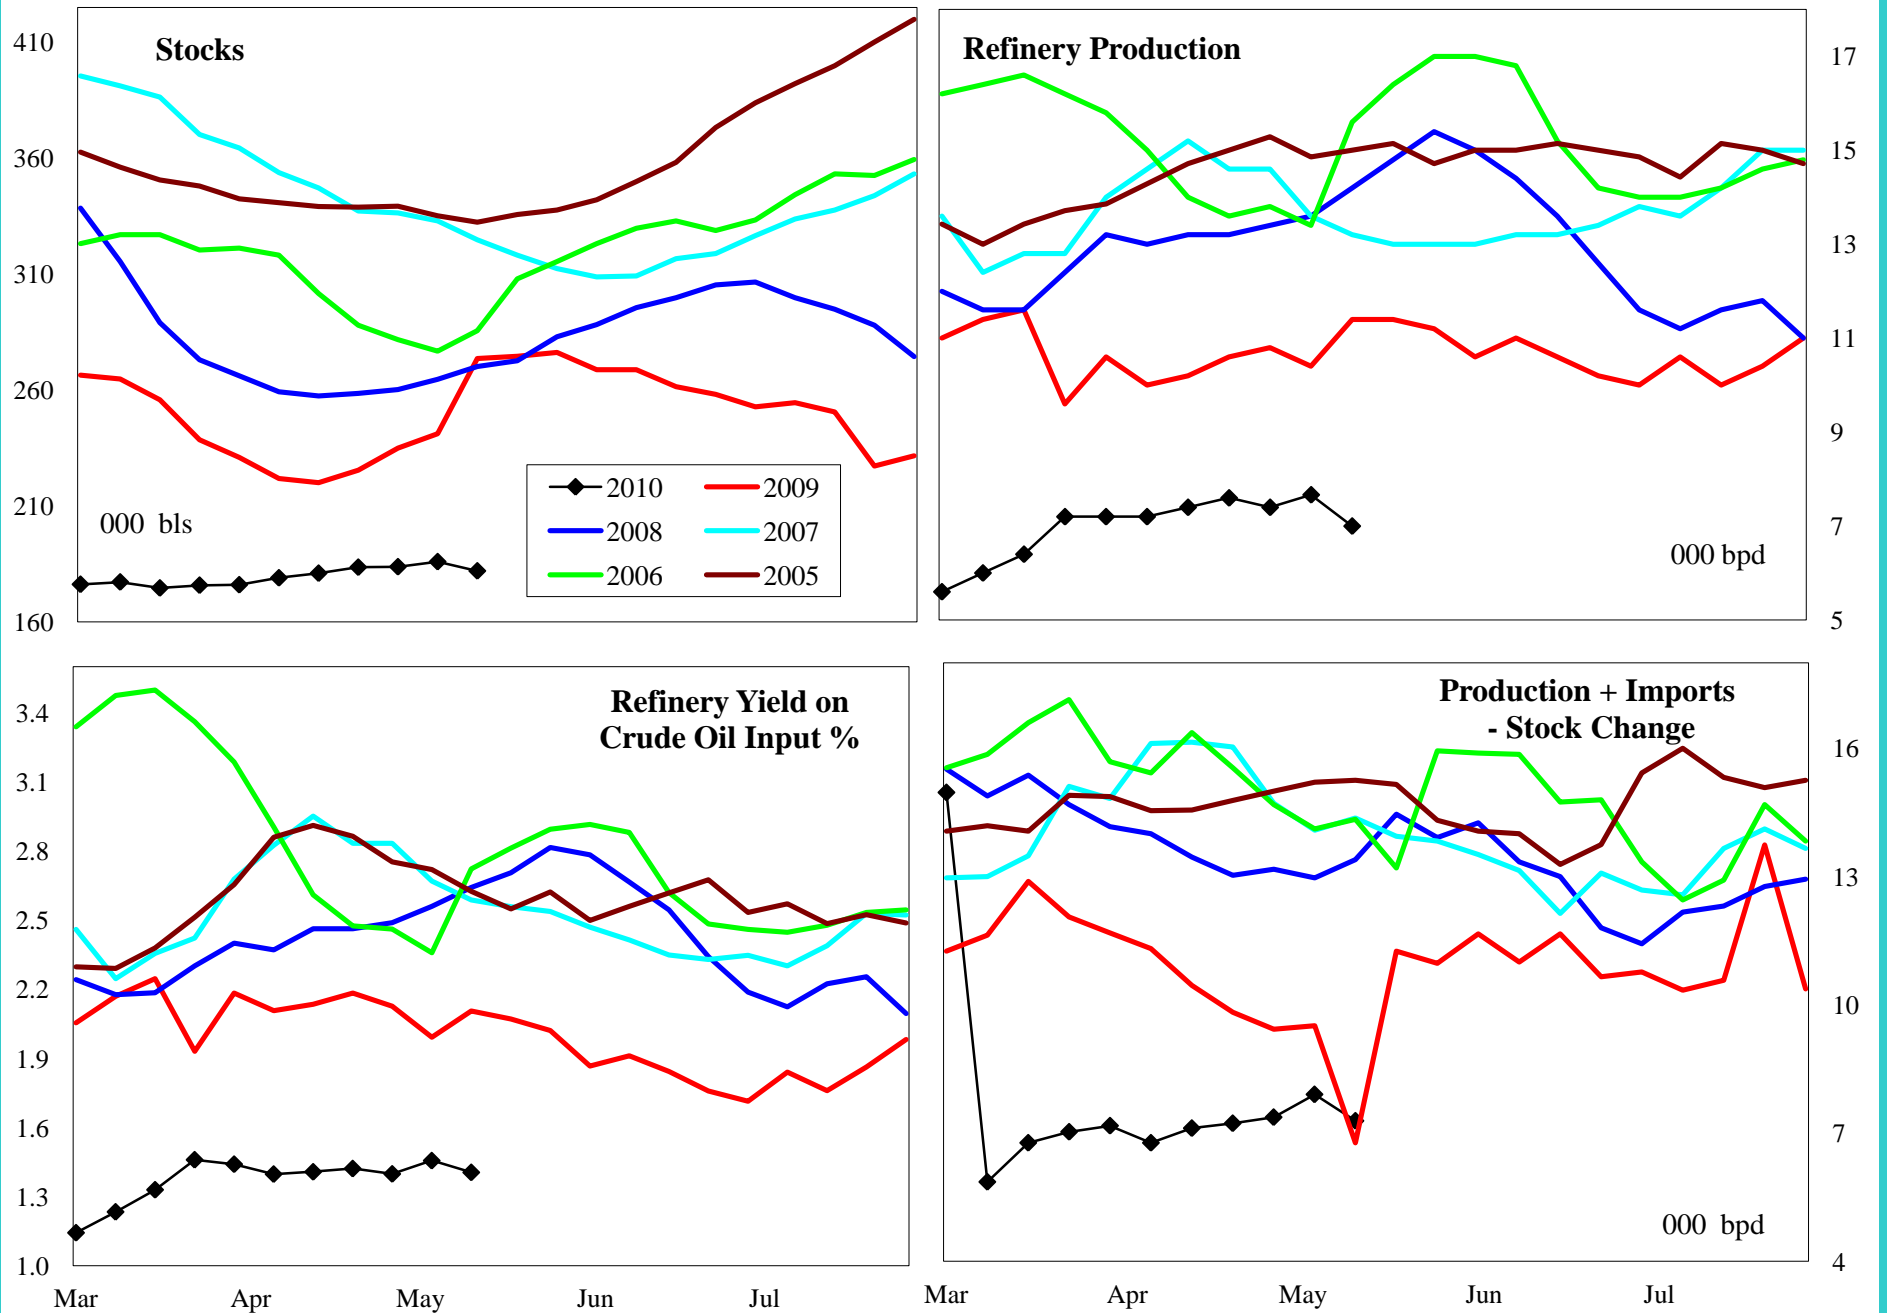 Stocks
410
360
310
260
210
160
000 bls
2010
2009
2008
2007
2006
2005
Refinery Production
17
15
13
11
9
7
5
000 bpd
Refinery Yield on
Crude Oil Input %
3.4
3.1
2.8
2.5
2.2
1.9
1.6
1.3
1.0
Mar
Apr
May
Jun
Jul
Production + Imports
- Stock Change
16
13
10
7
4
000 bpd
Mar
Apr
May
Jun
Jul